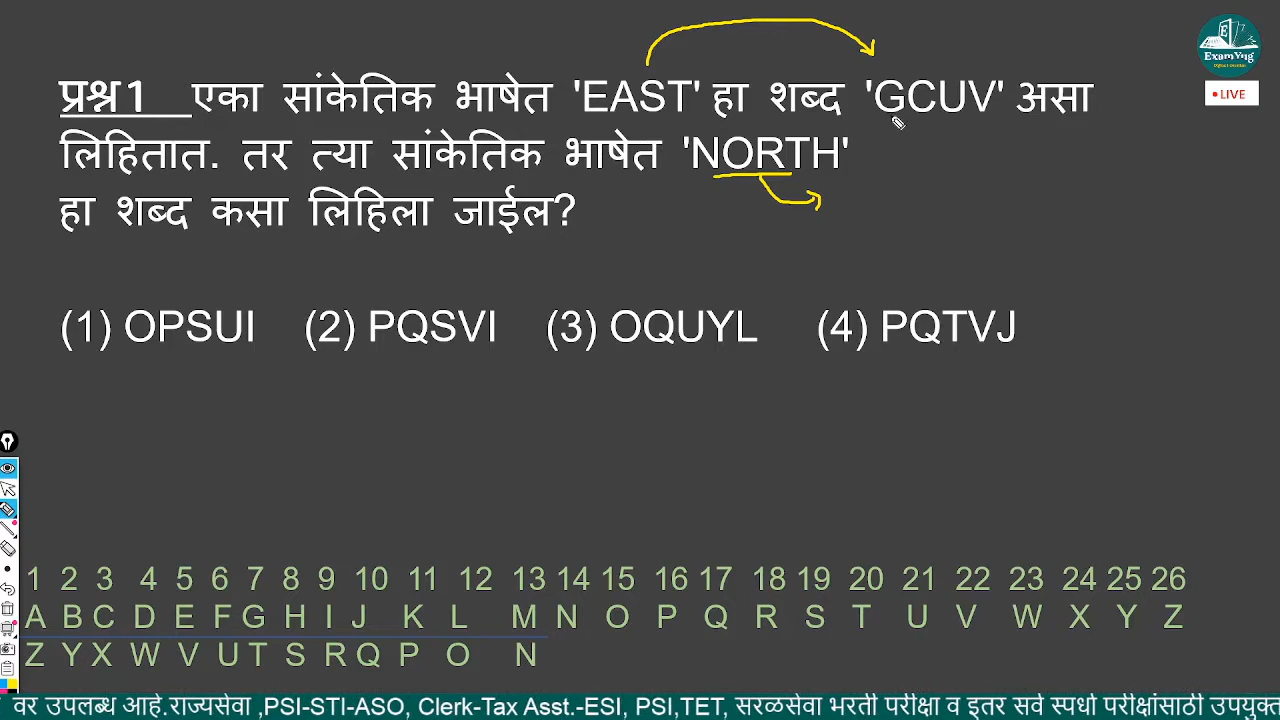 ExamVug
• LIVE
प्रश्न1 एका सांकेतिक भाषेत 'EAST' हा शब्द 'GCUV' असा
लिहितात. तर त्या सांकेतिक भाषेत 'NORTH'
हा शब्द कसा लिहिला जाईल?
(1) OPSUI (2) PQSVI (3) OQUYL (4) PQTVJ
1 2 3 4 5 6 7 8 9 10 11 12 13 14 15 16 17 18 19 20 21 22 23 24 25 26
A B C D E F G H I J K L M N O P Q R S T U V W X Y Z
Z Y X W V U T S R Q P O N
वर उपलब्ध आहे.राज्यसेवा ,PSI-STI-ASO, Clerk-Tax Asst.-ESI, PSI,TET, सरळसेवा भरती परीक्षा व इतर सर्व स्पर्धा परीक्षांसाठी उपयुक्त